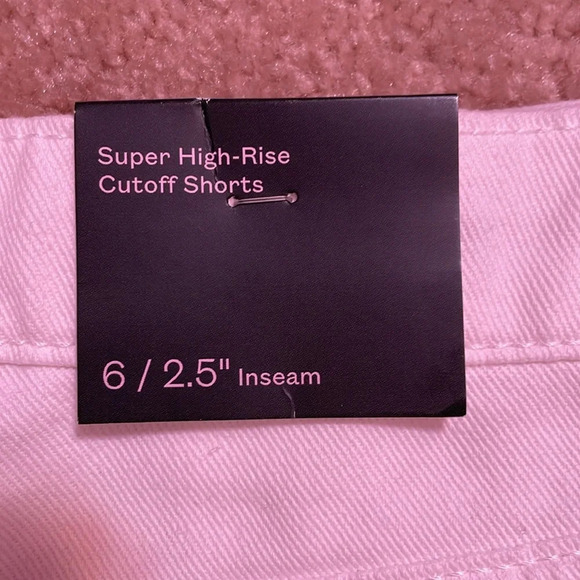 Super High-Rise
Cutoff Shorts
6 / 2.5" Inseam